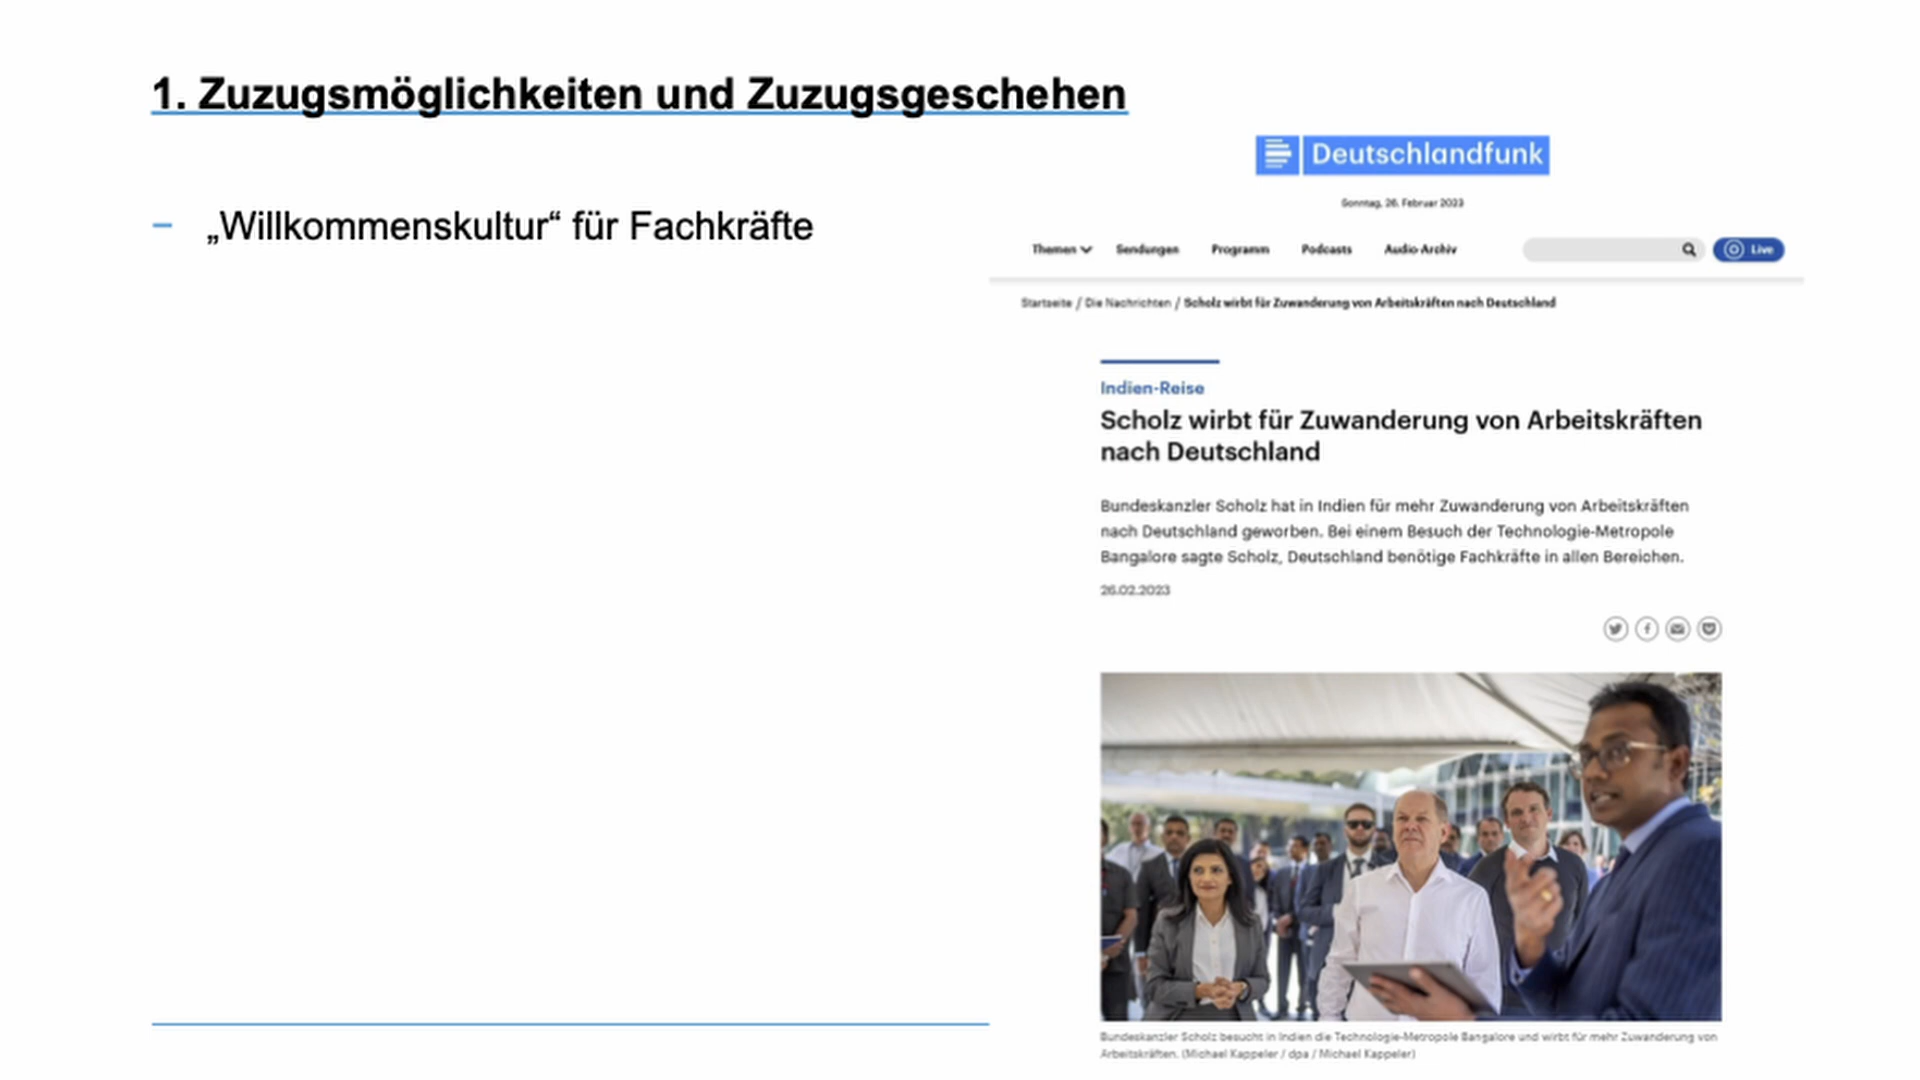 1. Zuzugsmöglichkeiten und Zuzugsgeschehen
– „Willkommenskultur“ für Fachkräfte
Deutschlandfunk
Sonntag, 26. Februar 2023
Themen Sendungen Programm Podcasts Audio-Archiv Live
Startseite / Die Nachrichten / Scholz wirbt für Zuwanderung von Arbeitskräften nach Deutschland
Indien-Reise
Scholz wirbt für Zuwanderung von Arbeitskräften
nach Deutschland
Bundeskanzler Scholz hat in Indien für mehr Zuwanderung von Arbeitskräften
nach Deutschland geworben. Bei einem Besuch der Technologie-Metropole
Bangalore sagte Scholz, Deutschland benötige Fachkräfte in allen Bereichen.
26.02.2023
Bundeskanzler Scholz besucht in Indien die Technologie-Metropole Bangalore und wirbt für mehr Zuwanderung von
Arbeitskräften. (Michael Kappeler / dpa / Michael Kappeler)